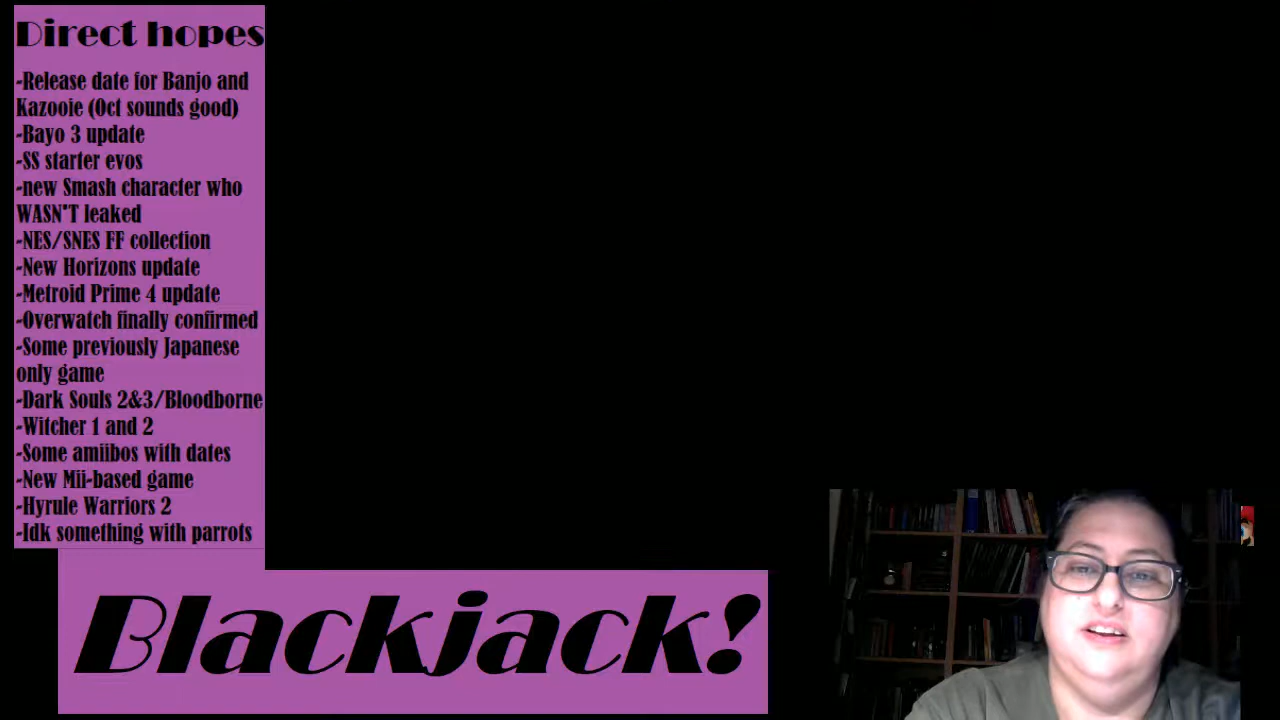 Direct hopes
-Release date for Banjo and
Kazooie (Oct sounds good)
-Bayo 3 update
-SS starter evos
-new Smash character who
WASN'T leaked
-NES/SNES FF collection
-New Horizons update
-Metroid Prime 4 update
-Overwatch finally confirmed
-Some previously Japanese
only game
-Dark Souls 2&3/Bloodborne
-Witcher 1 and 2
-Some amiibos with dates
-New Mii-based game
-Hyrule Warriors 2
-Idk something with parrots
Blackjack!